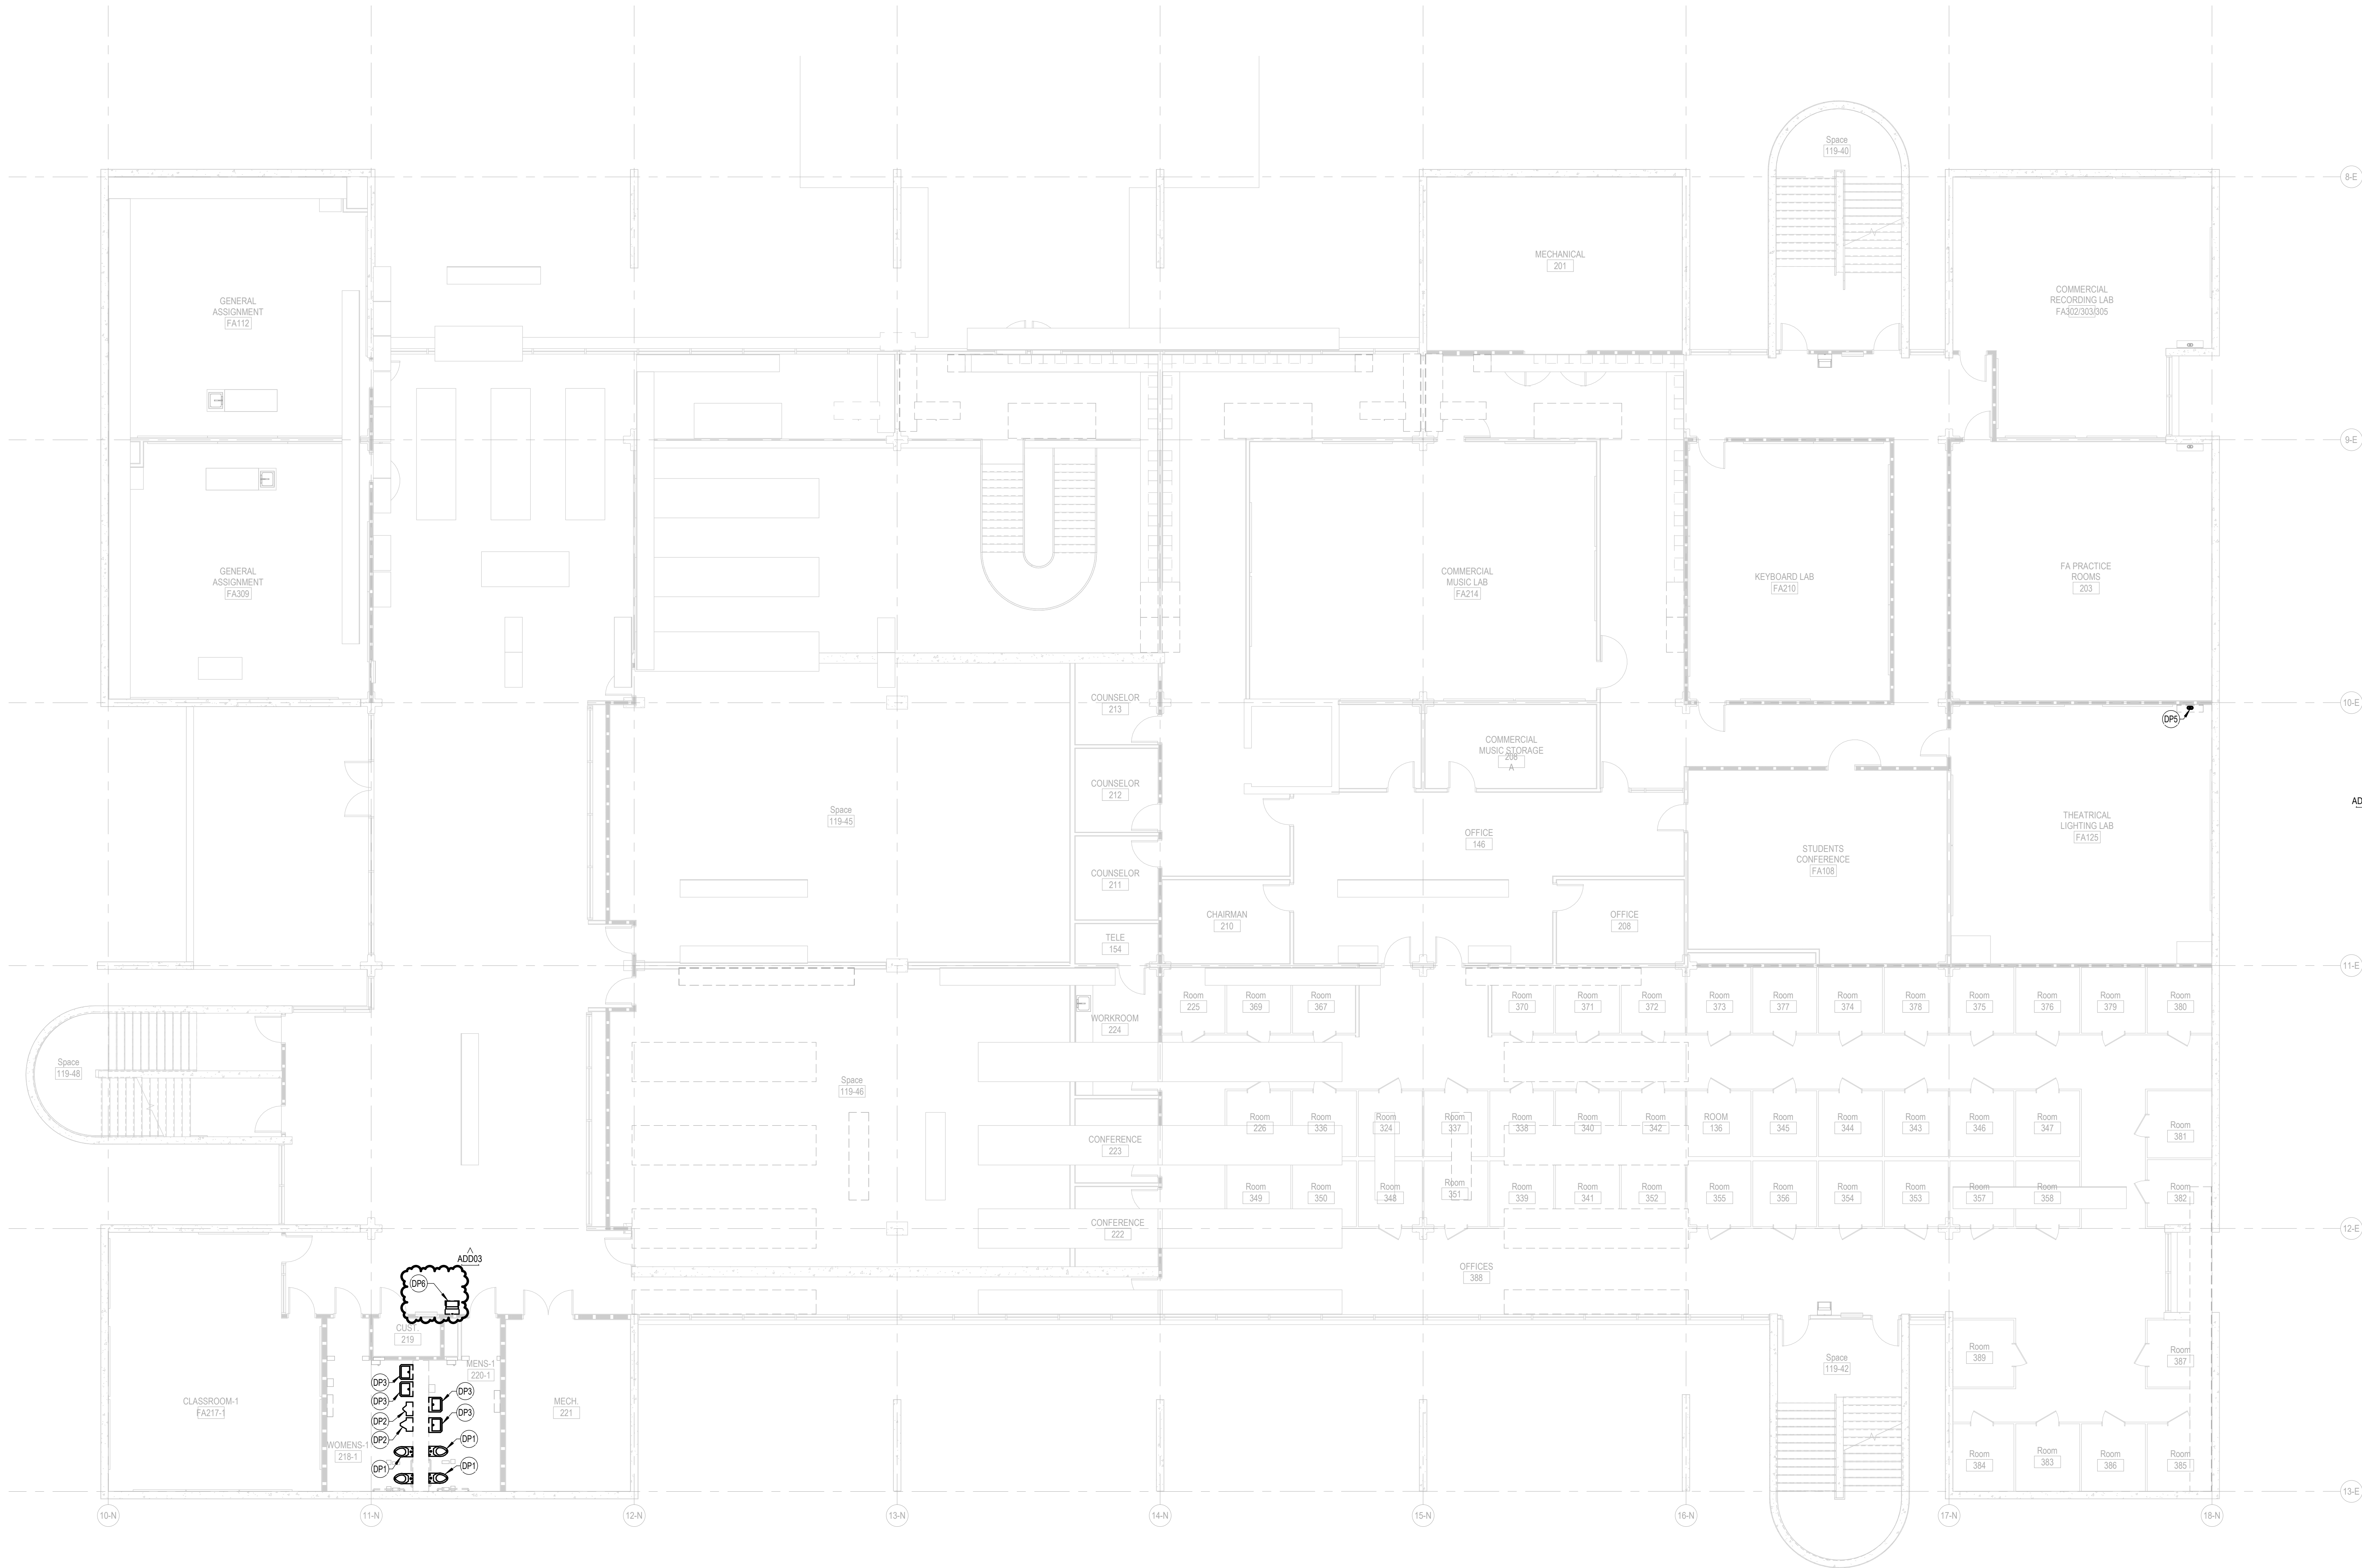 Space
119-40
8-E
MECHANICAL
201
COMMERCIAL
RECORDING LAB
FA302/303/305
GENERAL
ASSIGNMENT
FA112
9-E
GENERAL
ASSIGNMENT
FA309
COMMERCIAL
MUSIC LAB
FA214
KEYBOARD LAB
FA210
FA PRACTICE
ROOMS
203
COUNSELOR
213
10-E
DP5
COMMERCIAL
MUSIC STORAGE
208
A
COUNSELOR
212
AD
Space
119-45
OFFICE
146
THEATRICAL
LIGHTING LAB
FA125
STUDENTS
CONFERENCE
FA108
COUNSELOR
211
CHAIRMAN
210
OFFICE
208
TELE
154
11-E
Room
225
Room
369
Room
367
Room
370
Room
371
Room
372
Room
373
Room
377
Room
374
Room
378
Room
375
Room
376
Room
379
Room
380
WORKROOM
224
Space
119-48
Space
119-46
Room
226
Room
336
Room
324
Room
337
Room
338
Room
340
Room
342
ROOM
136
Room
345
Room
344
Room
343
Room
346
Room
347
Room
381
CONFERENCE
223
Room
349
Room
350
Room
348
Room
351
Room
339
Room
341
Room
352
Room
355
Room
356
Room
354
Room
353
Room
357
Room
358
Room
382
CONFERENCE
222
12-E
ADD03
DP6
OFFICES
388
CUST.
219
Room
389
Room
387
Space
119-42
MENS-1
220-1
DP3
DP3
DP3
DP3
DP2
DP2
DP1
DP1
DP1
CLASSROOM-1
FA217-1
MECH.
221
WOMENS-1
218-1
Room
384
Room
383
Room
386
Room
385
13-E
10-N
11-N
12-N
13-N
14-N
15-N
16-N
17-N
18-N